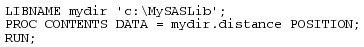 LIBNAME mydir 'c:\MySASLib';
PROC CONTENTS DATA = mydir.distance POSITION;
RUN;